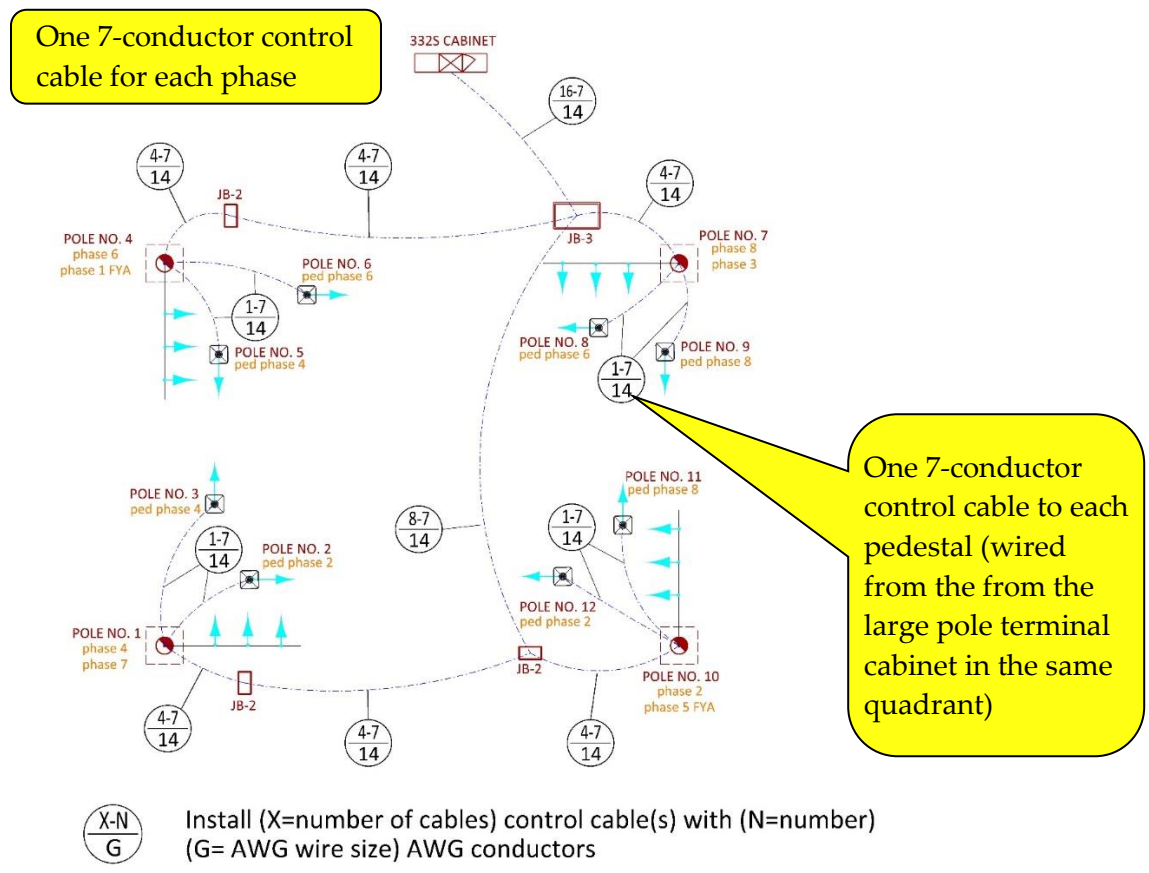 One 7-conductor control
cable for each phase
332S CABINET
16-7
14
4-7
14
4-7
14
4-7
14
JB-2
JB-3
POLE NO. 4
phase 6
phase 1 FYA
POLE NO. 6
ped phase 6
POLE NO. 7
phase 8
phase 3
1-7
14
POLE NO. 5
ped phase 4
POLE NO. 8
ped phase 6
POLE NO. 9
ped phase 8
1-7
14
One 7-conductor
control cable to each
pedestal (wired
from the from the
large pole terminal
cabinet in the same
quadrant)
POLE NO. 3
ped phase 4
POLE NO. 11
ped phase 8
1-7
14
8-7
14
1-7
14
POLE NO. 2
ped phase 2
POLE NO. 12
ped phase 2
POLE NO. 1
phase 4
phase 7
JB-2
JB-2
POLE NO. 10
phase 2
phase 5 FYA
4-7
14
4-7
14
4-7
14
X-N
G
Install (X=number of cables) control cable(s) with (N=number)
(G= AWG wire size) AWG conductors